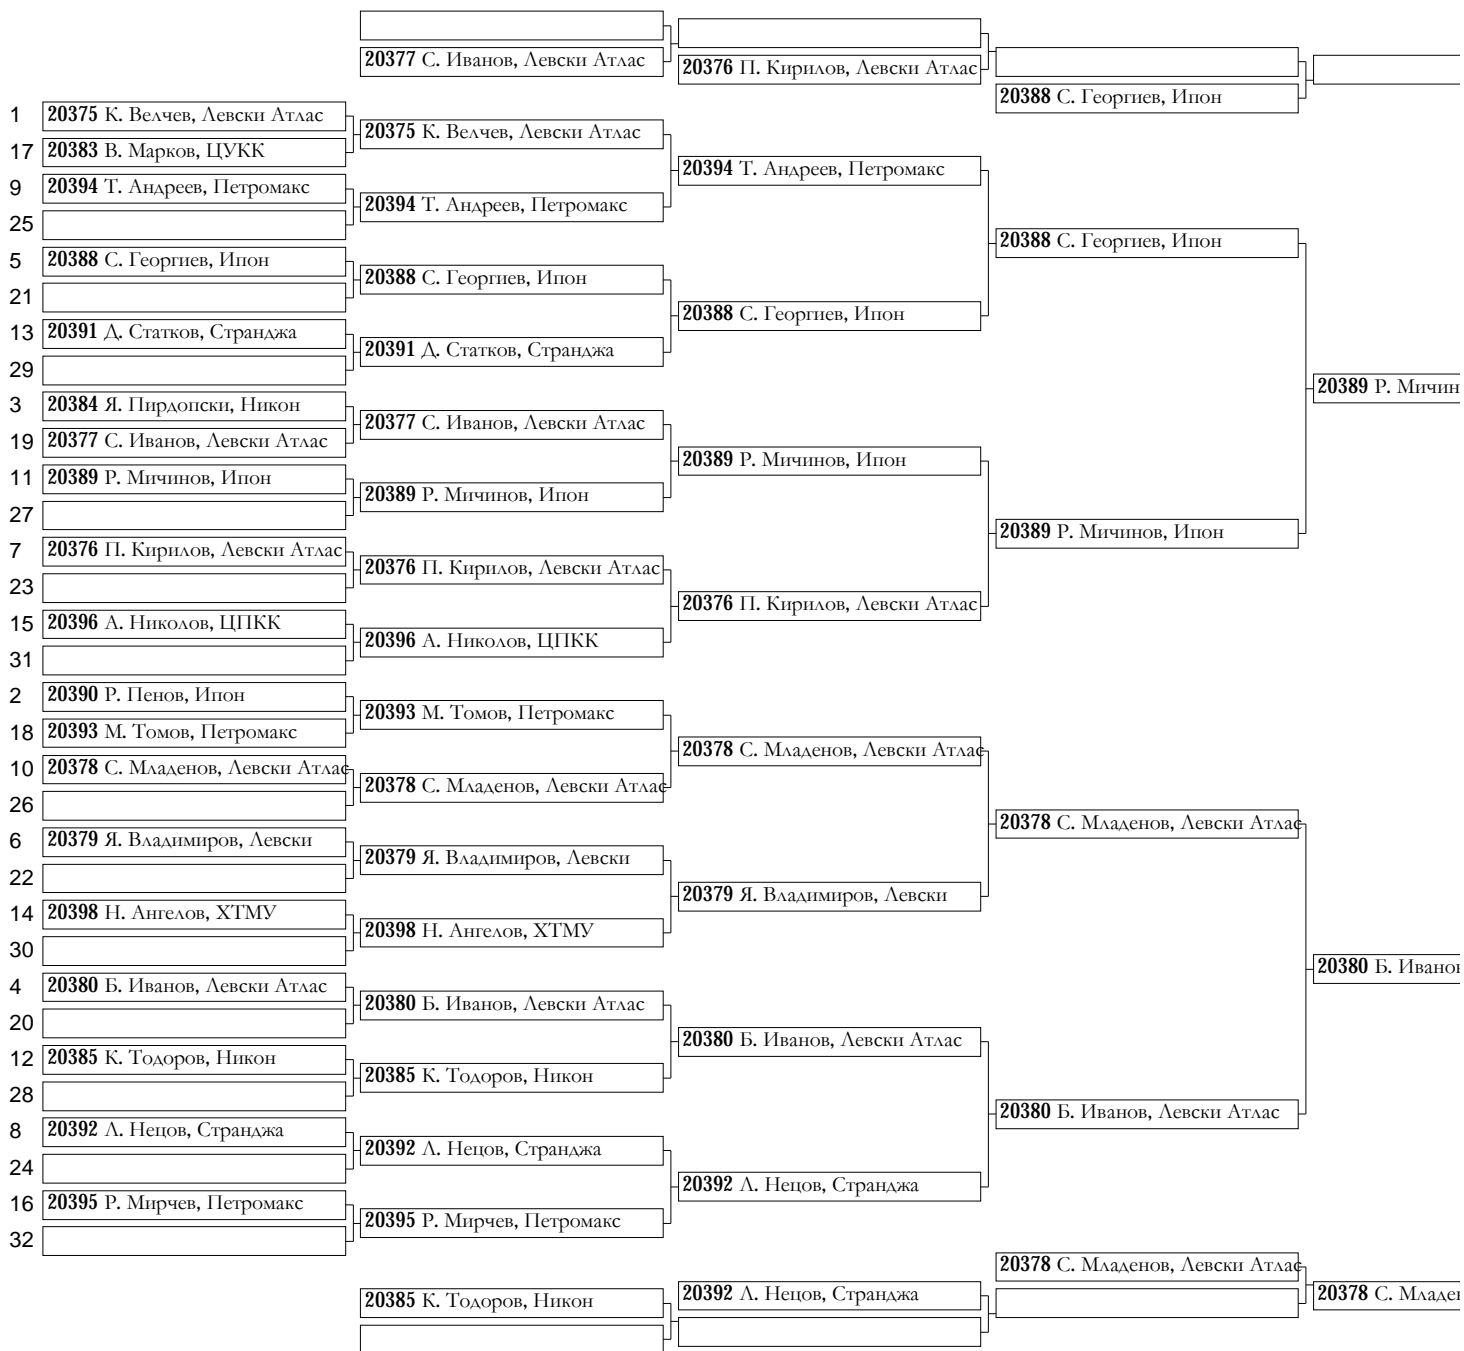 20377 С. Иванов, Левски Атлас
20376 П. Кирилов, Левски Атлас
20388 С. Георгиев, Ипон
1 20375 К. Велчев, Левски Атлас
17 20383 В. Марков, ЦУКК
9 20394 Т. Андреев, Петромакс
25
5 20388 С. Георгиев, Ипон
21
13 20391 Д. Статков, Странджа
29
3 20384 Я. Пирдопски, Никон
19 20377 С. Иванов, Левски Атлас
11 20389 Р. Мичинов, Ипон
27
7 20376 П. Кирилов, Левски Атлас
23
15 20396 А. Николов, ЦПКК
31
2 20390 Р. Пенов, Ипон
18 20393 М. Томов, Петромакс
10 20378 С. Младенов, Левски Атлас
26
6 20379 Я. Владимиров, Левски
22
14 20398 Н. Ангелов, ХТМУ
30
4 20380 Б. Иванов, Левски Атлас
20
12 20385 К. Тодоров, Никон
28
8 20392 Л. Нецов, Странджа
24
16 20395 Р. Мирчев, Петромакс
32
20375 К. Велчев, Левски Атлас
20394 Т. Андреев, Петромакс
20388 С. Георгиев, Ипон
20391 Д. Статков, Странджа
20377 С. Иванов, Левски Атлас
20389 Р. Мичинов, Ипон
20376 П. Кирилов, Левски Атлас
20396 А. Николов, ЦПКК
20393 М. Томов, Петромакс
20378 С. Младенов, Левски Атлас
20379 Я. Владимиров, Левски
20398 Н. Ангелов, ХТМУ
20380 Б. Иванов, Левски Атлас
20385 К. Тодоров, Никон
20392 Л. Нецов, Странджа
20395 Р. Мирчев, Петромакс
20394 Т. Андреев, Петромакс
20388 С. Георгиев, Ипон
20389 Р. Мичинов, Ипон
20376 П. Кирилов, Левски Атлас
20378 С. Младенов, Левски Атлас
20379 Я. Владимиров, Левски
20380 Б. Иванов, Левски Атлас
20392 Л. Нецов, Странджа
20388 С. Георгиев, Ипон
20389 Р. Мичинов, Ипон
20378 С. Младенов, Левски Атлас
20380 Б. Иванов, Левски Атлас
20389 Р. Мичин
20380 Б. Ивано
20385 К. Тодоров, Никон
20392 Л. Нецов, Странджа
20378 С. Младенов, Левски Атлас
20378 С. Младе